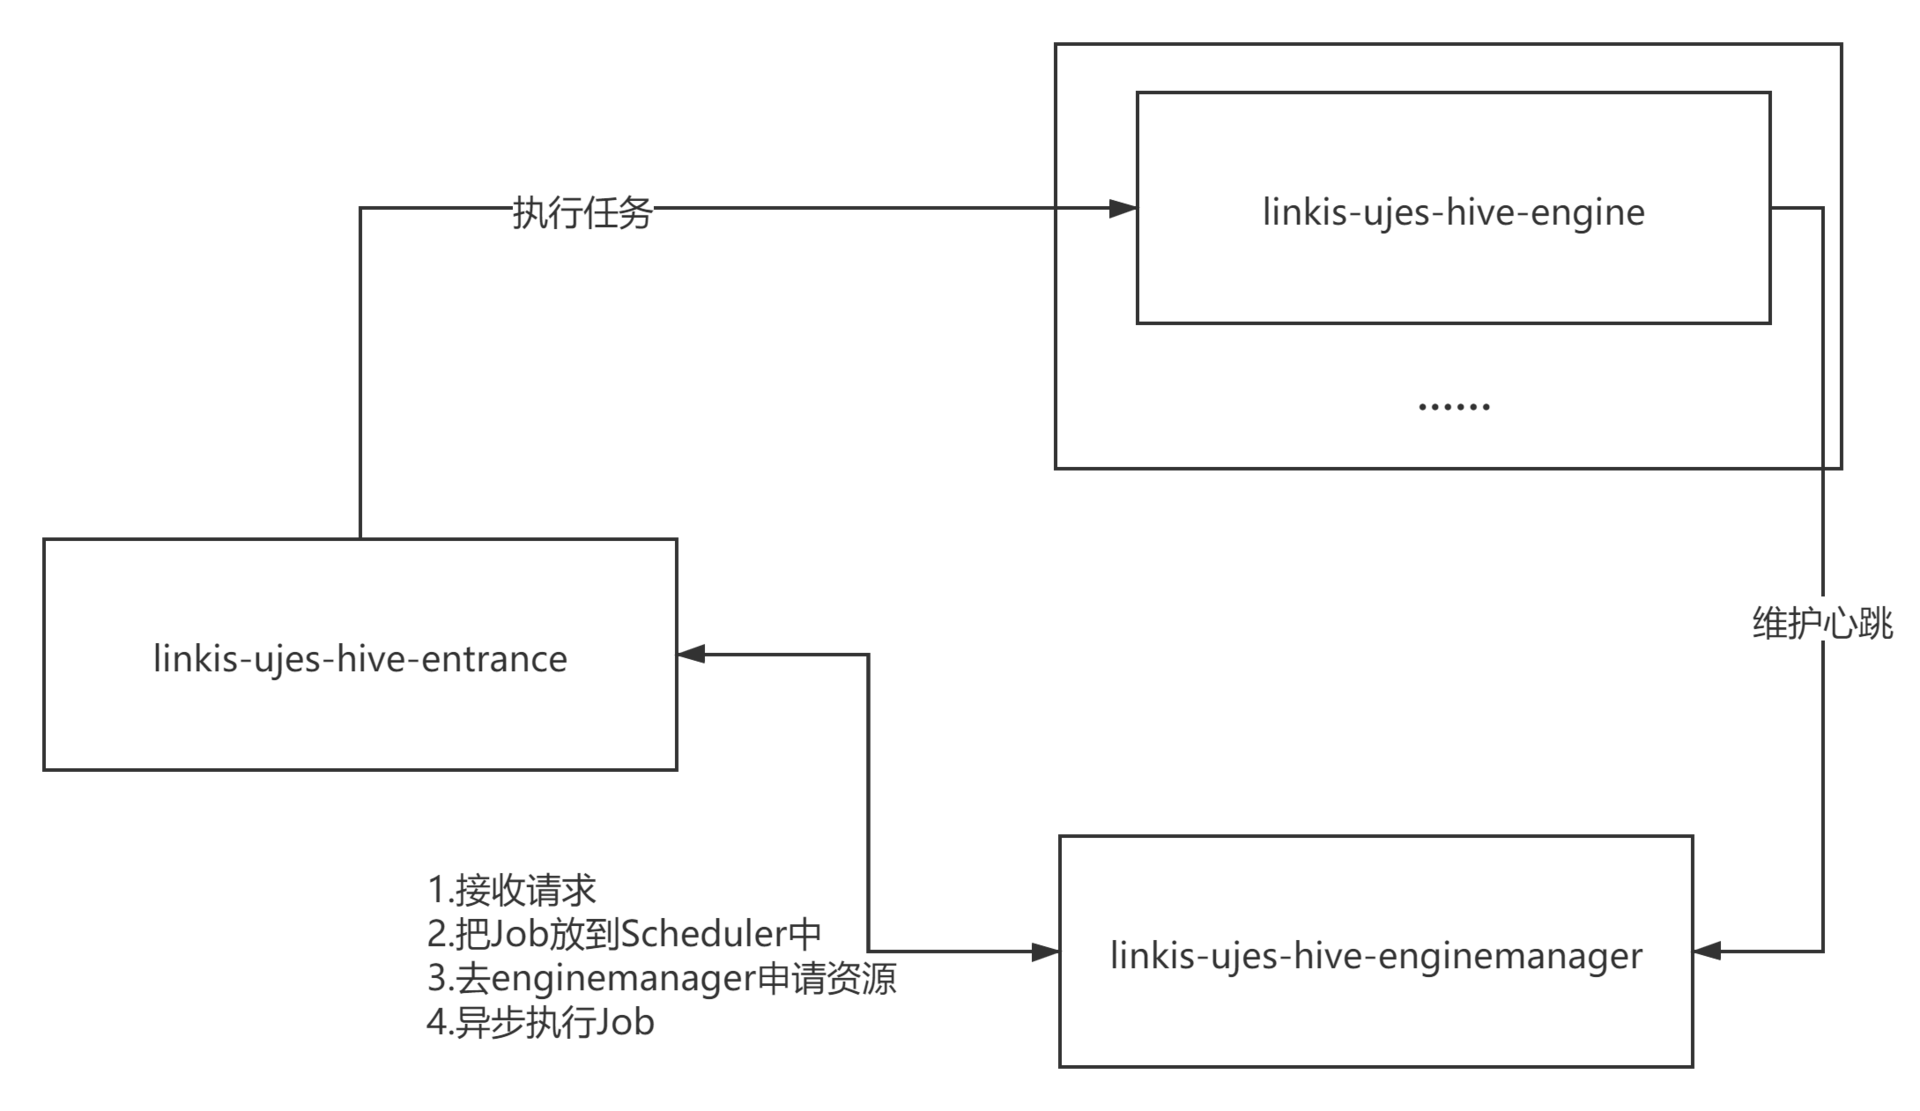 linkis-ujes-hive-engine
执行任务
......
维护心跳
linkis-ujes-hive-entrance
1.接收请求
2.把Job放到Scheduler中
3.去enginemanager申请资源
4.异步执行Job
linkis-ujes-hive-enginemanager